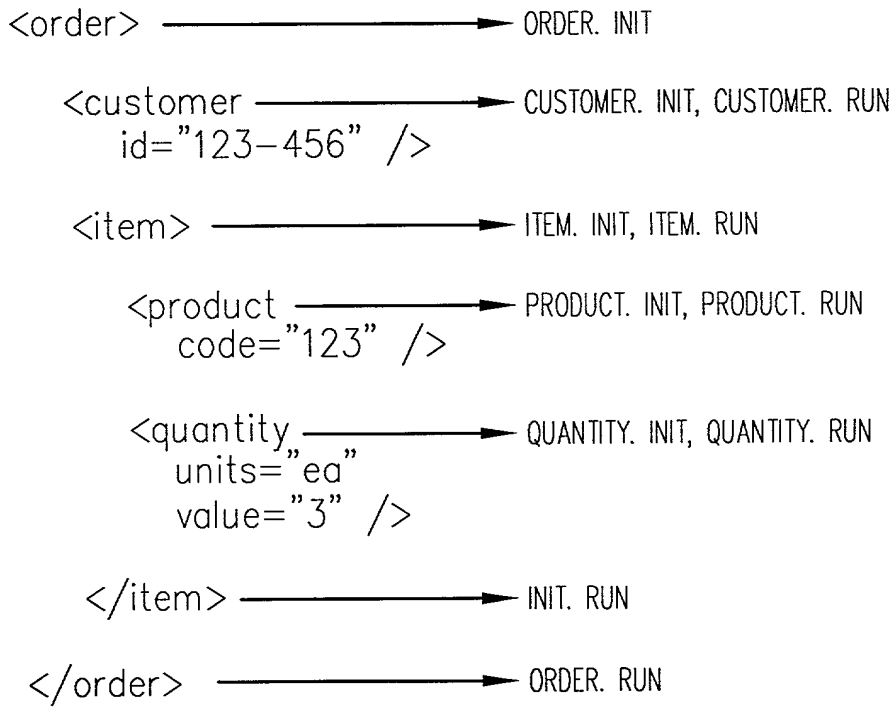 <order> ORDER. INIT
<customer CUSTOMER. INIT, CUSTOMER. RUN
id="123-456" />
<item> ITEM. INIT, ITEM. RUN
<product PRODUCT. INIT, PRODUCT. RUN
code="123" />
<quantity QUANTITY. INIT, QUANTITY. RUN
units="ea"
value="3" />
</item> INIT. RUN
</order> ORDER. RUN